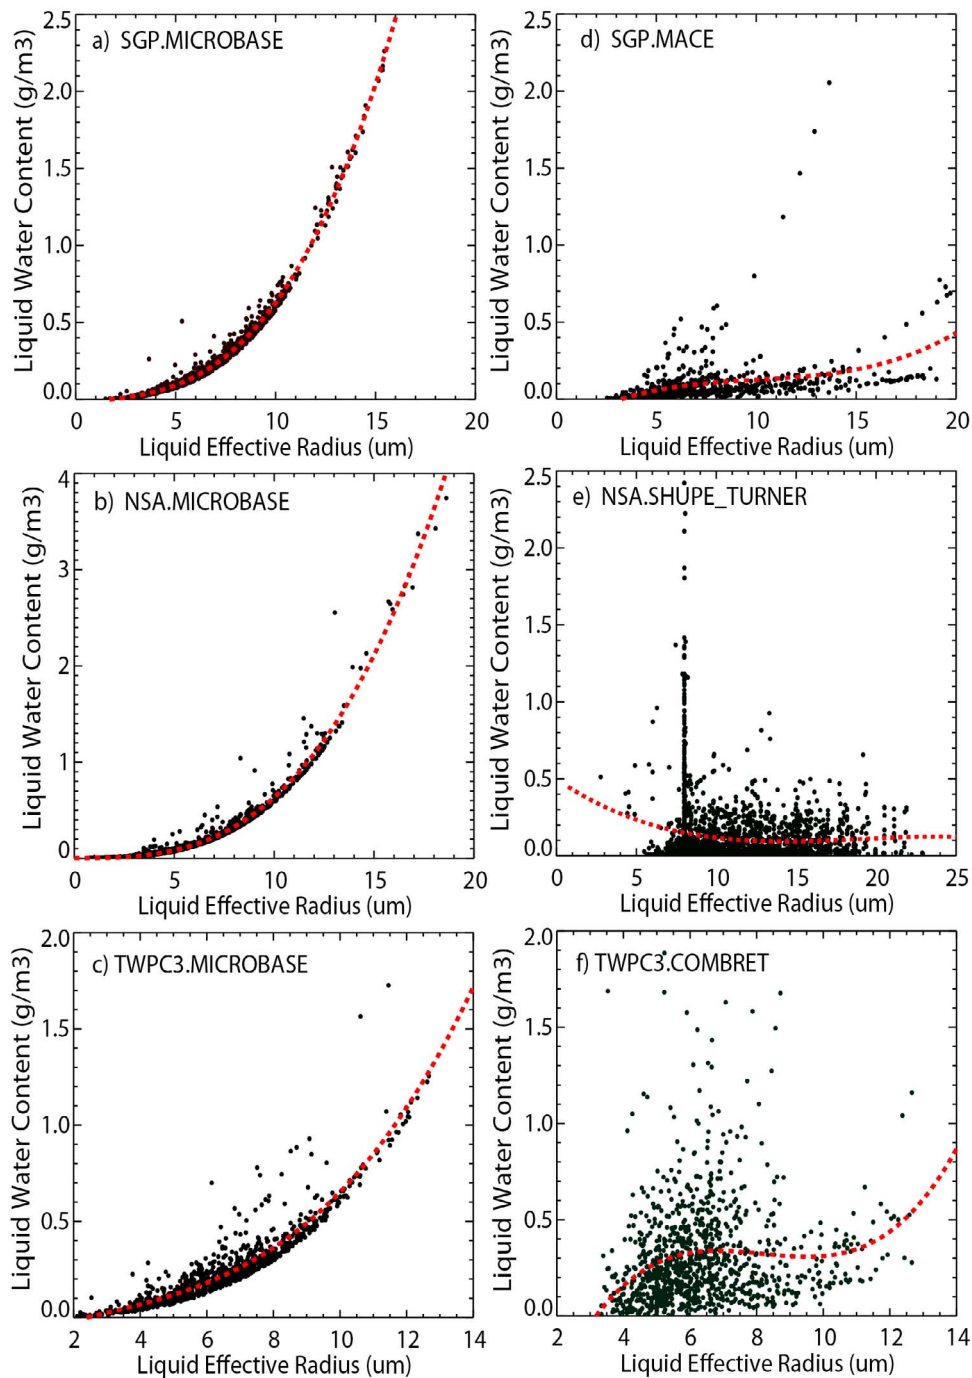 a) SGP.MICROBASE
Liquid Water Content (g/m3)
2.5
2.0
1.5
1.0
0.5
0.0
0 5 10 15 20
Liquid Effective Radius (um)
d) SGP.MACE
Liquid Water Content (g/m3)
2.5
2.0
1.5
1.0
0.5
0.0
0 5 10 15 20
Liquid Effective Radius (um)
b) NSA.MICROBASE
Liquid Water Content (g/m3)
4
3
2
1
0
0 5 10 15 20
Liquid Effective Radius (um)
e) NSA.SHUPE_TURNER
Liquid Water Content (g/m3)
2.5
2.0
1.5
1.0
0.5
0.0
0 5 10 15 20 25
Liquid Effective Radius (um)
c) TWPC3.MICROBASE
Liquid Water Content (g/m3)
2.0
1.5
1.0
0.5
0.0
2 4 6 8 10 12 14
Liquid Effective Radius (um)
f) TWPC3.COMBRET
Liquid Water Content (g/m3)
2.0
1.5
1.0
0.5
0.0
2 4 6 8 10 12 14
Liquid Effective Radius (um)